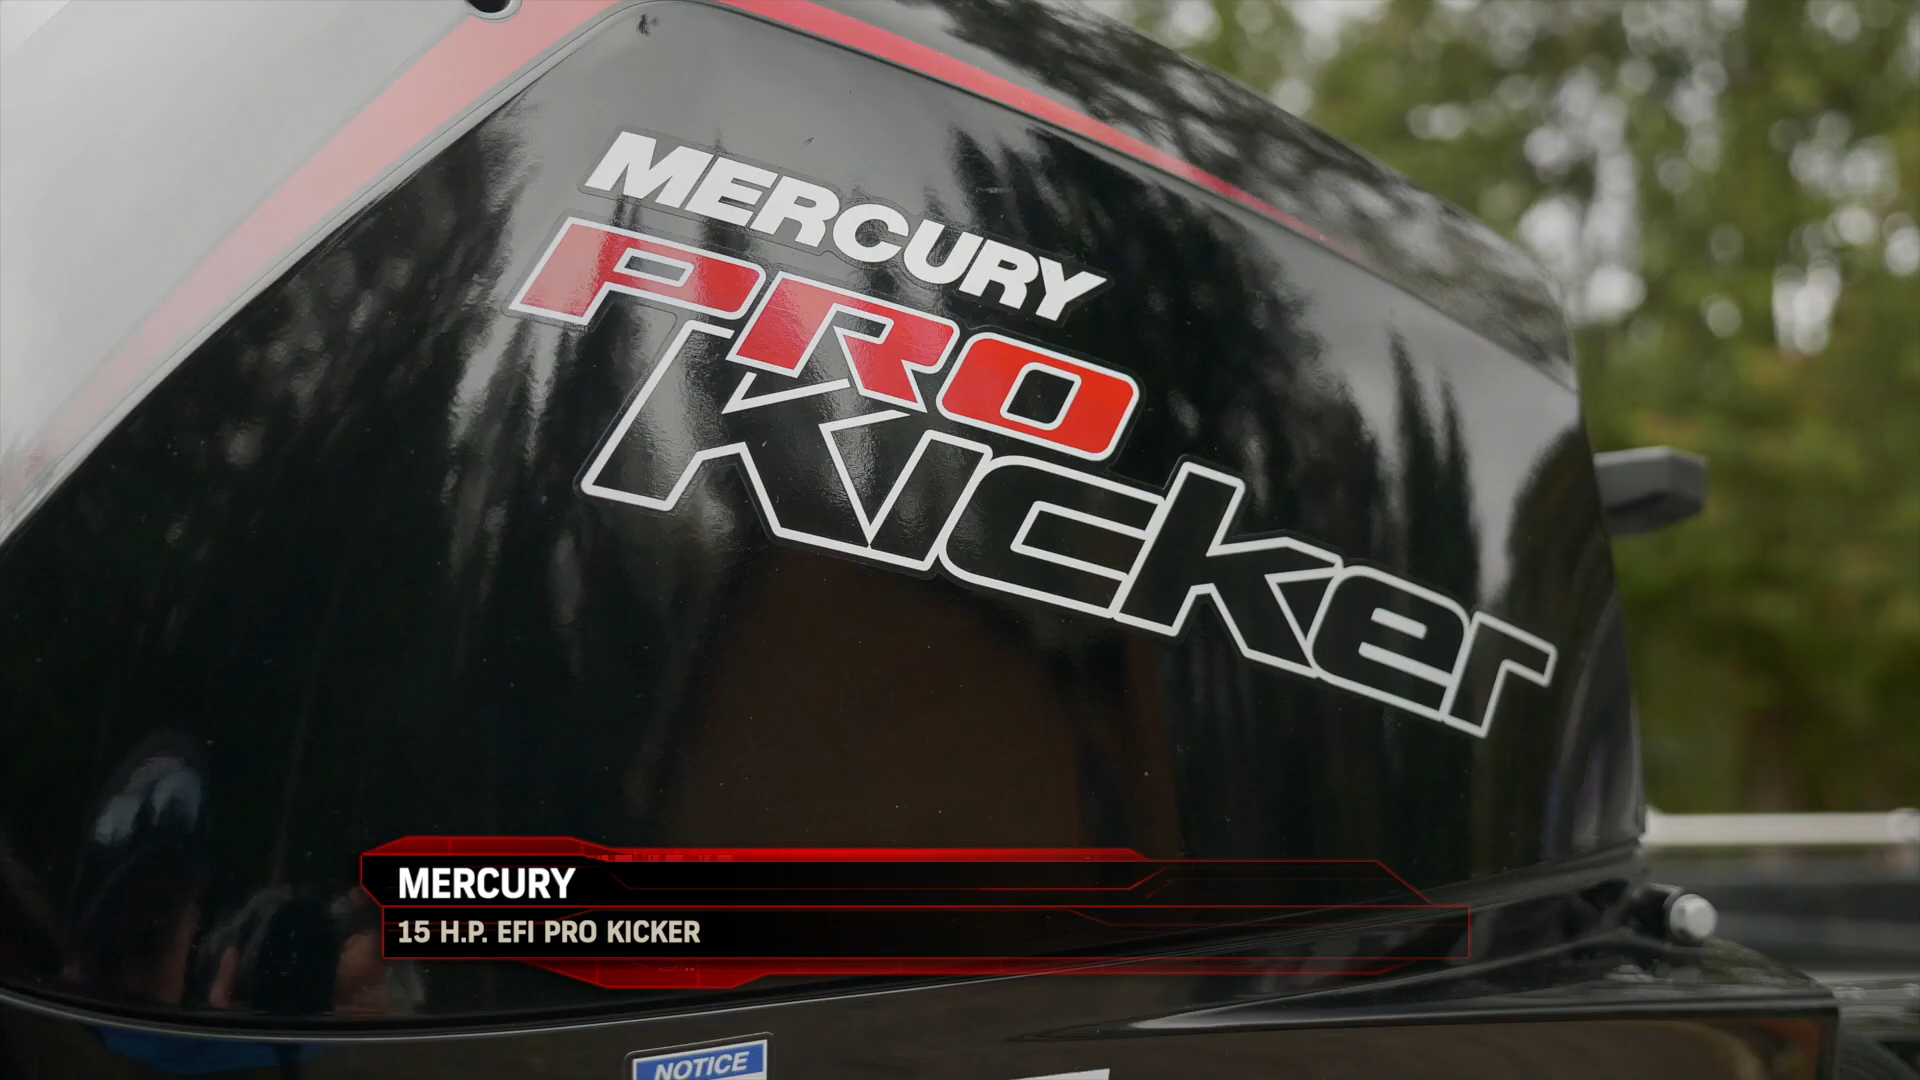 MERCURY
PRO
Kicker
MERCURY
15 H.P. EFI PRO KICKER
NOTICE